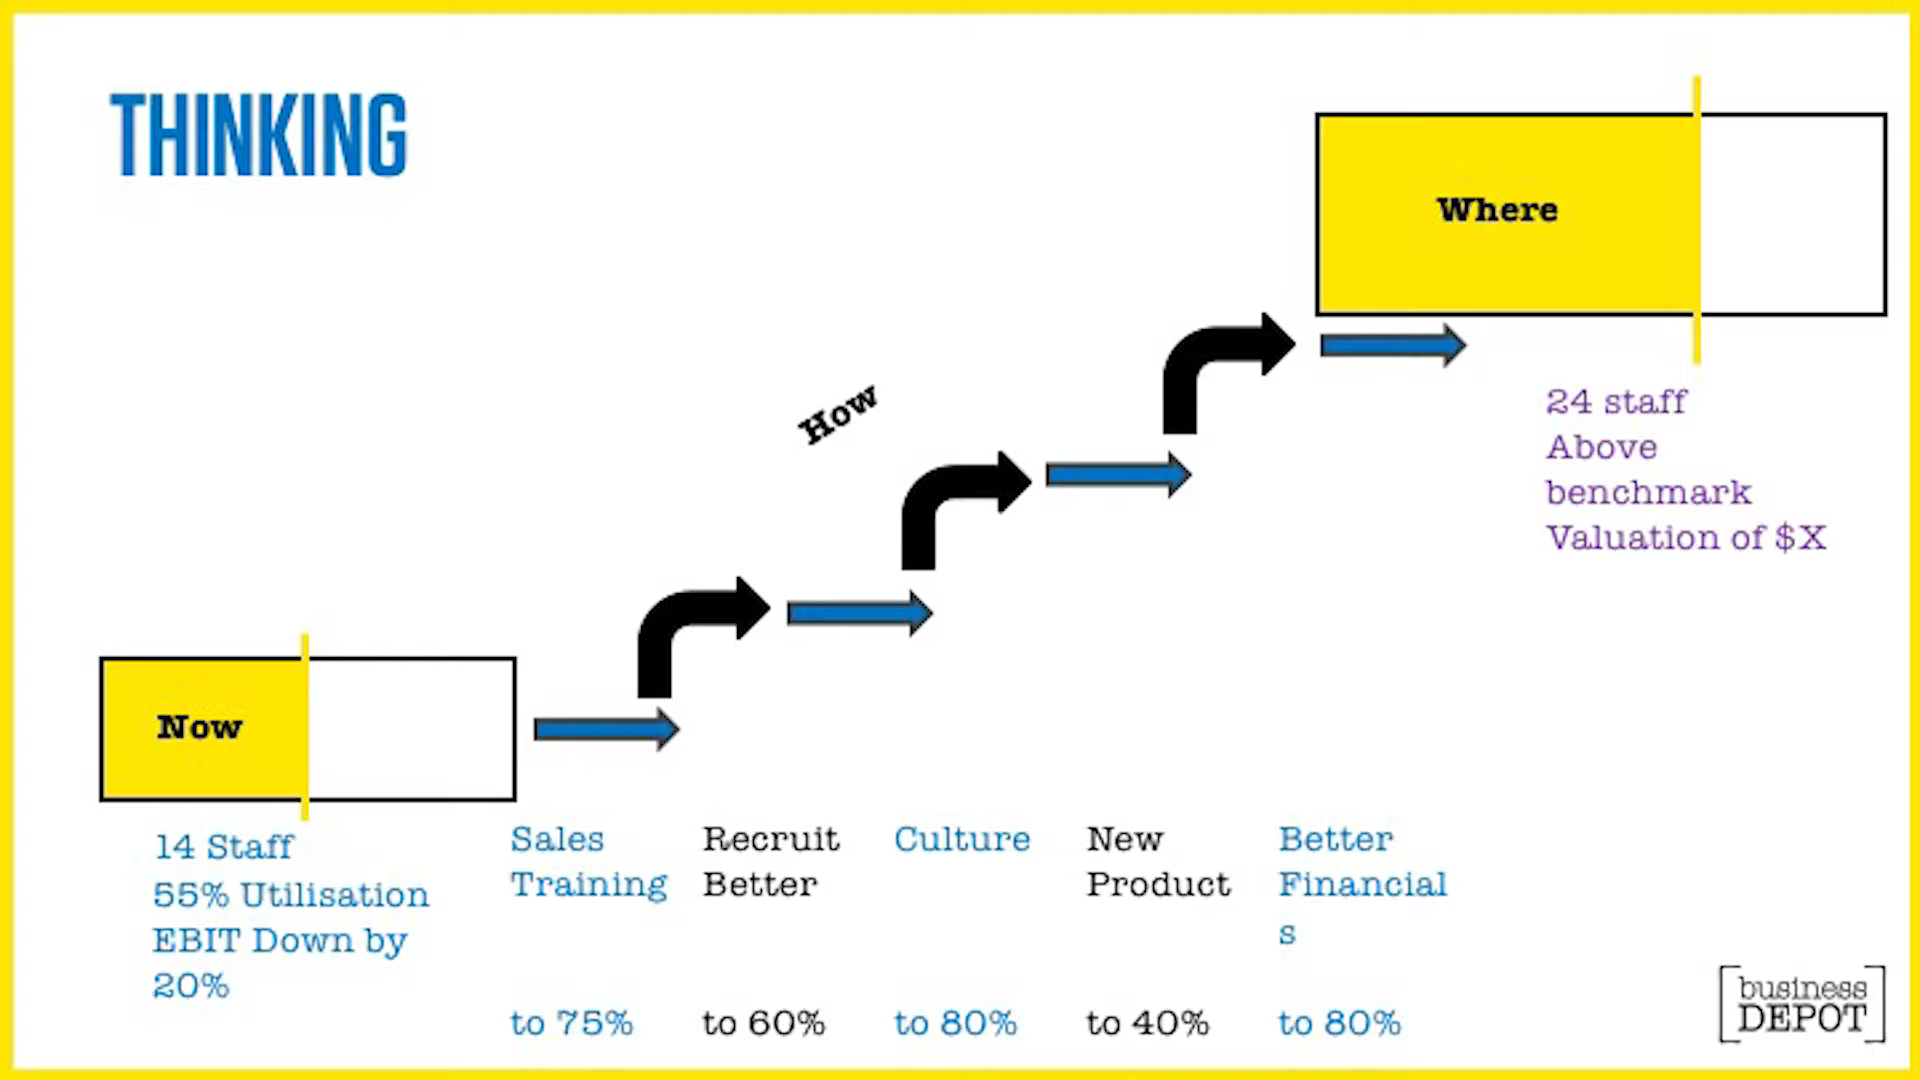 THINKING
Where
How
24 staff
Above
benchmark
Valuation of $X
Now
14 Staff
55% Utilisation
EBIT Down by
20%
Sales
Training
to 75%
Recruit
Better
to 60%
Culture
to 80%
New
Product
to 40%
Better
Financial
s
to 80%
business
DEPOT